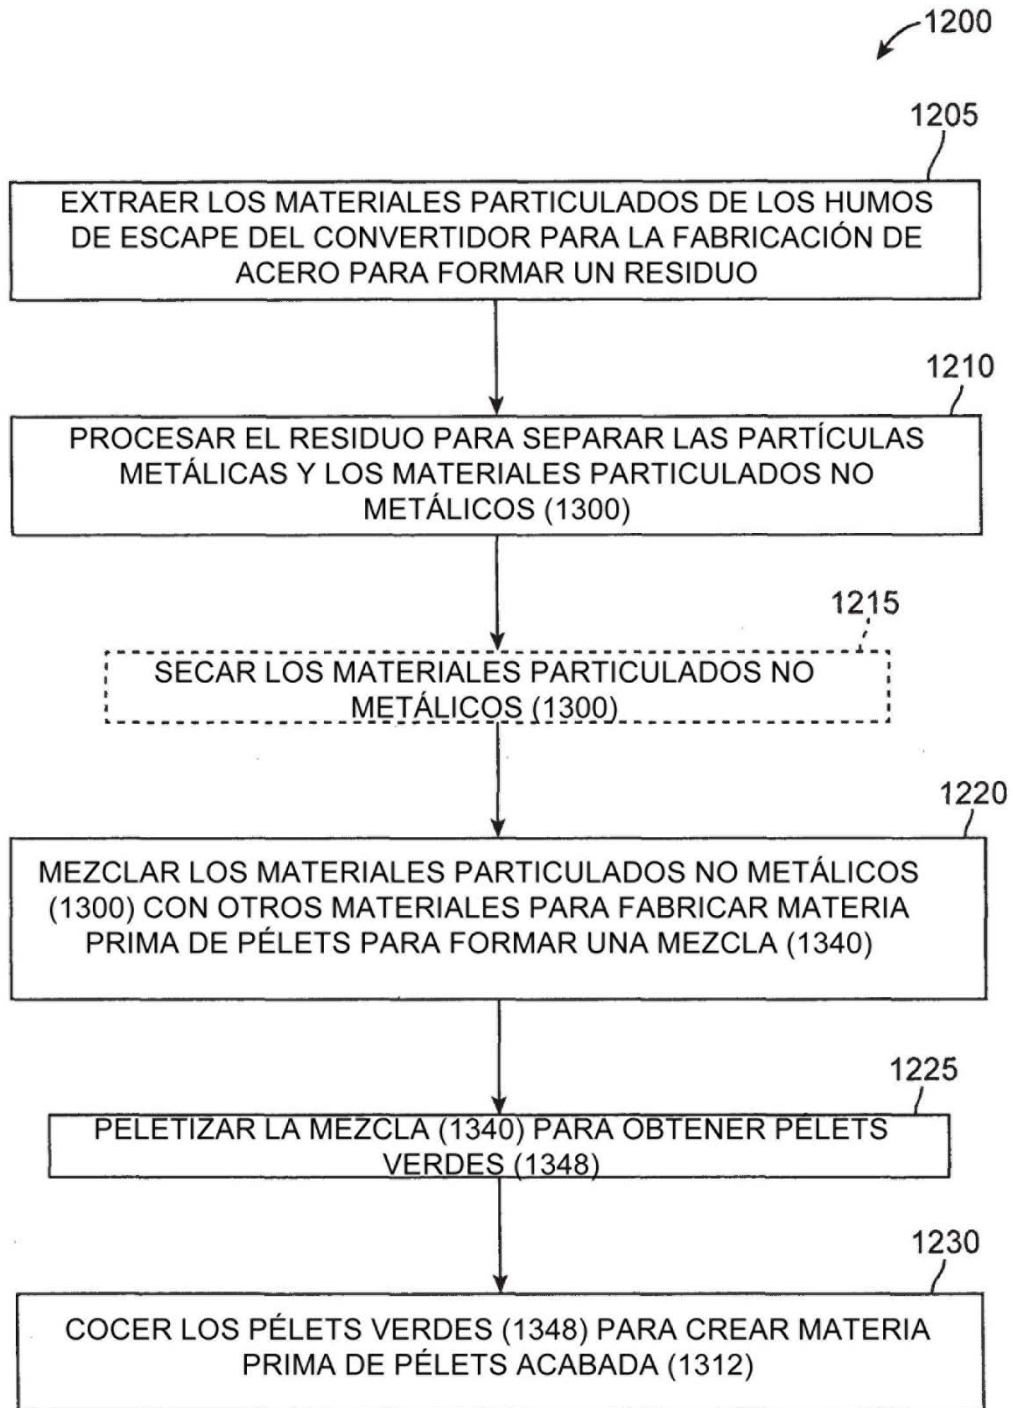 1200
1205
EXTRAER LOS MATERIALES PARTICULADOS DE LOS HUMOS
DE ESCAPE DEL CONVERTIDOR PARA LA FABRICACIÓN DE
ACERO PARA FORMAR UN RESIDUO
1210
PROCESAR EL RESIDUO PARA SEPARAR LAS PARTÍCULAS
METÁLICAS Y LOS MATERIALES PARTICULADOS NO
METÁLICOS (1300)
1215
SECAR LOS MATERIALES PARTICULADOS NO
METÁLICOS (1300)
1220
MEZCLAR LOS MATERIALES PARTICULADOS NO METÁLICOS
(1300) CON OTROS MATERIALES PARA FABRICAR MATERIA
PRIMA DE PÉLETS PARA FORMAR UNA MEZCLA (1340)
1225
PELETIZAR LA MEZCLA (1340) PARA OBTENER PÉLETS
VERDES (1348)
1230
COCER LOS PÉLETS VERDES (1348) PARA CREAR MATERIA
PRIMA DE PÉLETS ACABADA (1312)